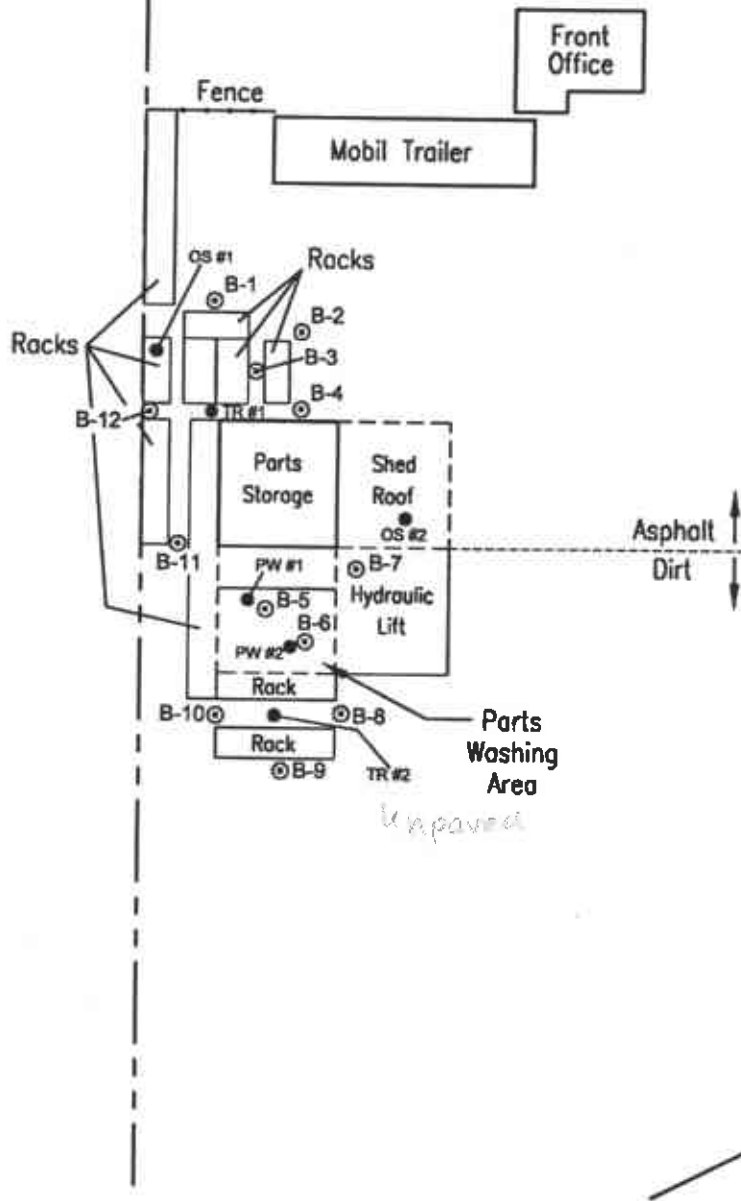 Front
Office
Fence
Mobil Trailer
OS #1
Racks
B-1
B-2
Racks
B-3
B-4
B-12
TR #1
Parts
Storage
Shed
Roof
OS #2
Asphalt
Dirt
B-11
PW #1
B-7
B-5
Hydraulic
Lift
B-6
PW #2
Rack
B-10
B-8
Parts
Washing
Area
Rack
B-9
TR #2
Unpaved